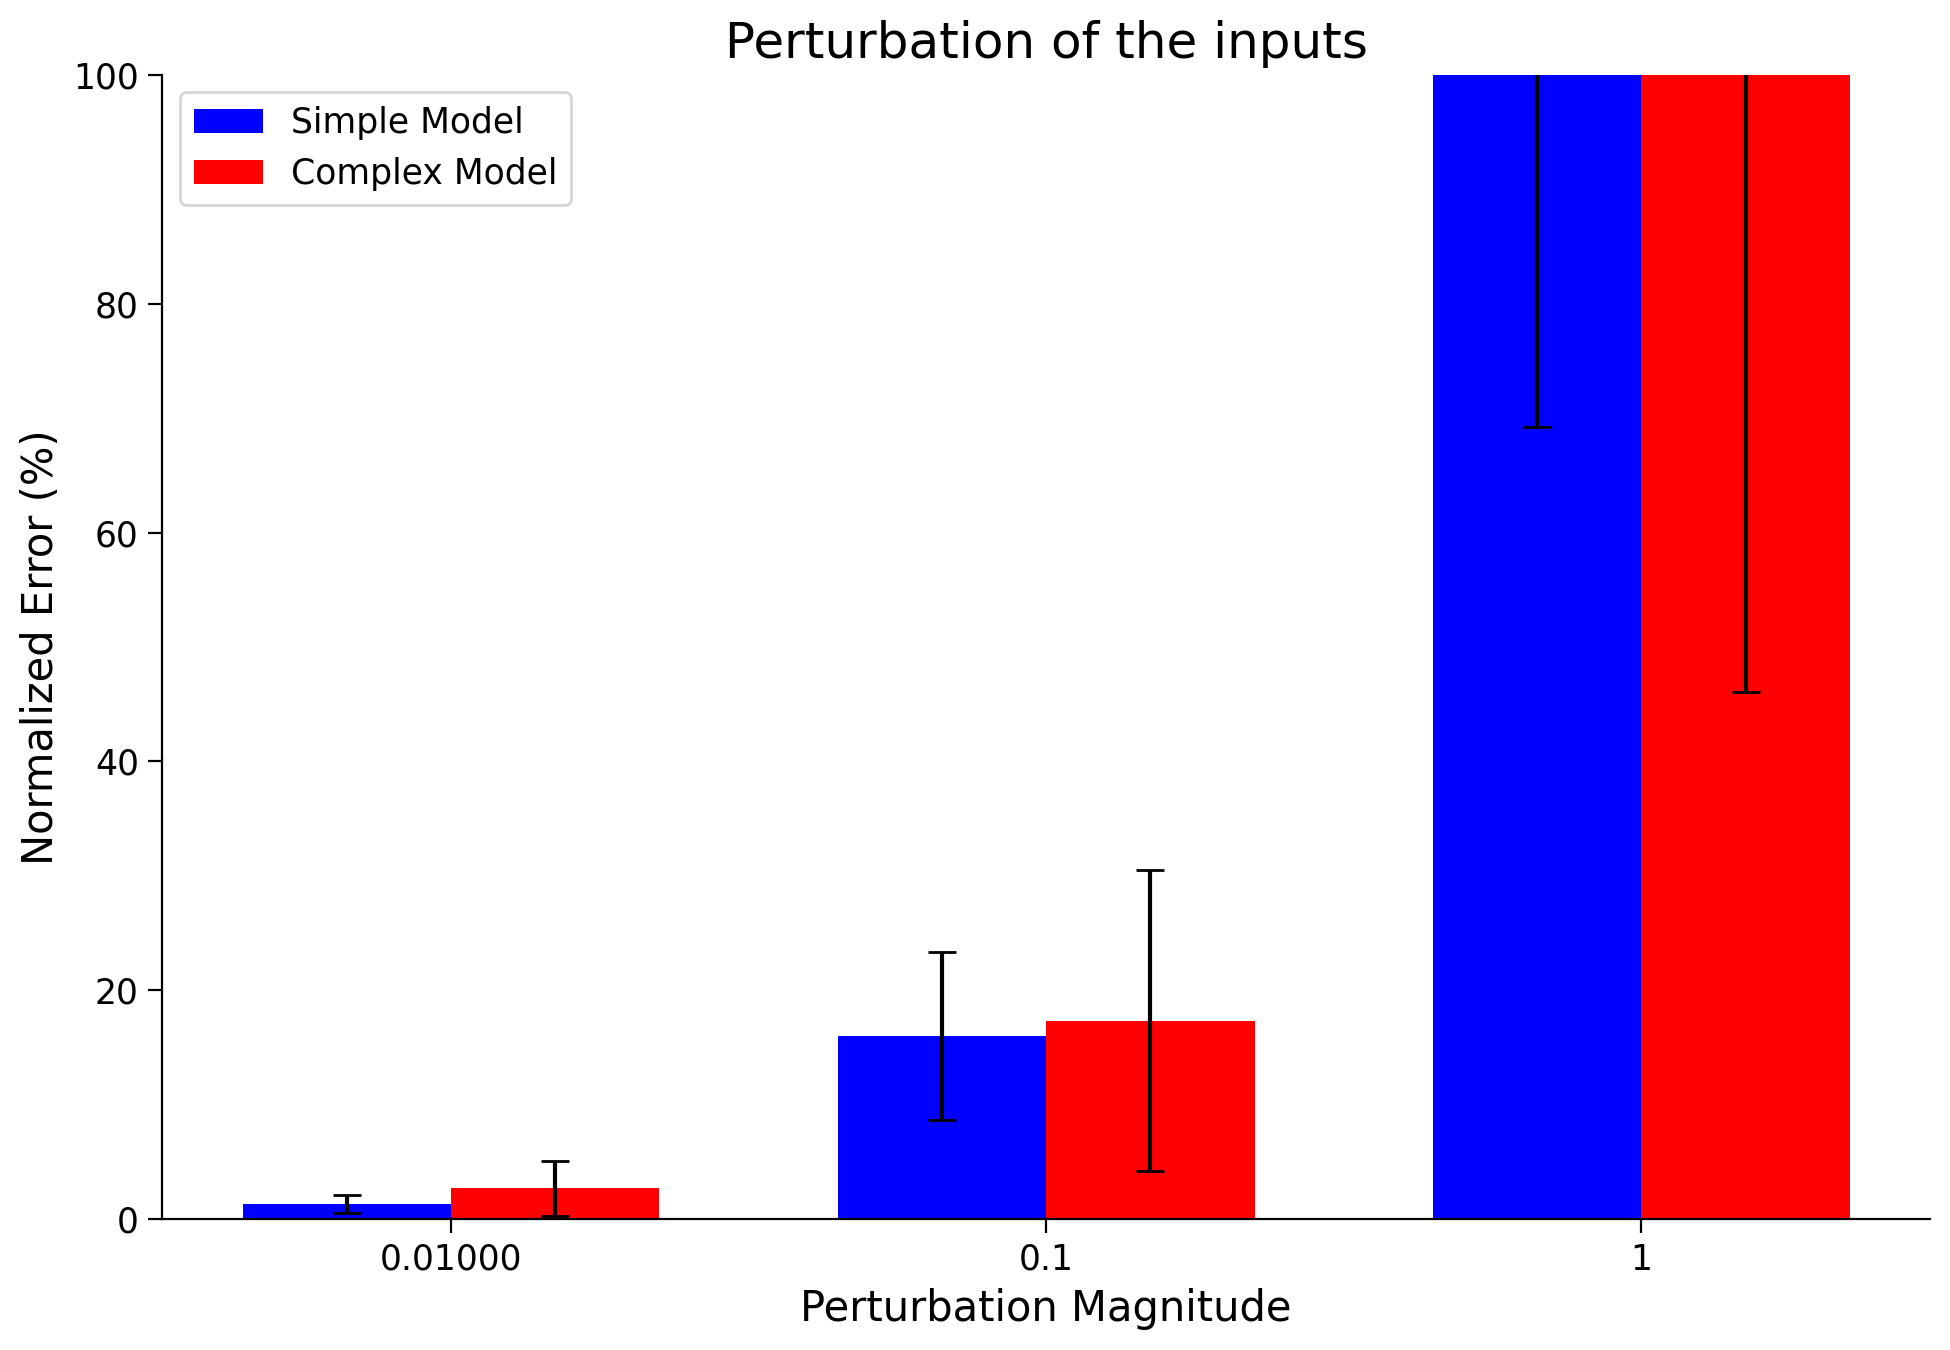 Perturbation of the inputs
100
80
60
40
20
0
Normalized Error (%)
Simple Model
Complex Model
0.01000
0.1
1
Perturbation Magnitude